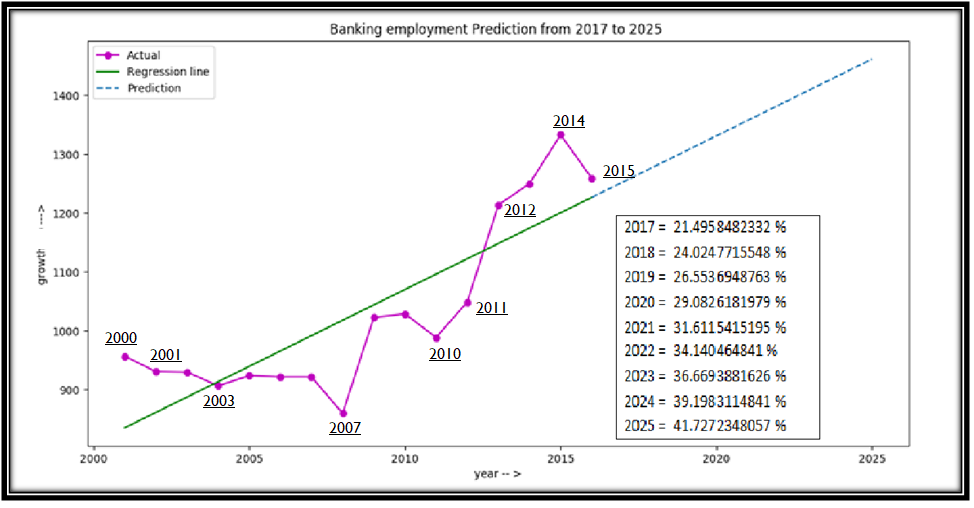 Banking employment Prediction from 2017 to 2025
Actual
Regression line
Prediction
1400
1300
1200
1100
1000
900
growth --->
2000
2001
2003
2007
2010
2011
2012
2014
2015
2017 = 21.4958482332 %
2018 = 24.0247715548 %
2019 = 26.5536948763 %
2020 = 29.0826181979 %
2021 = 31.6115415195 %
2022 = 34.140464841 %
2023 = 36.6693881626 %
2024 = 39.1983114841 %
2025 = 41.7272348057 %
2000 2005 2010 2015 2020 2025
year -- >